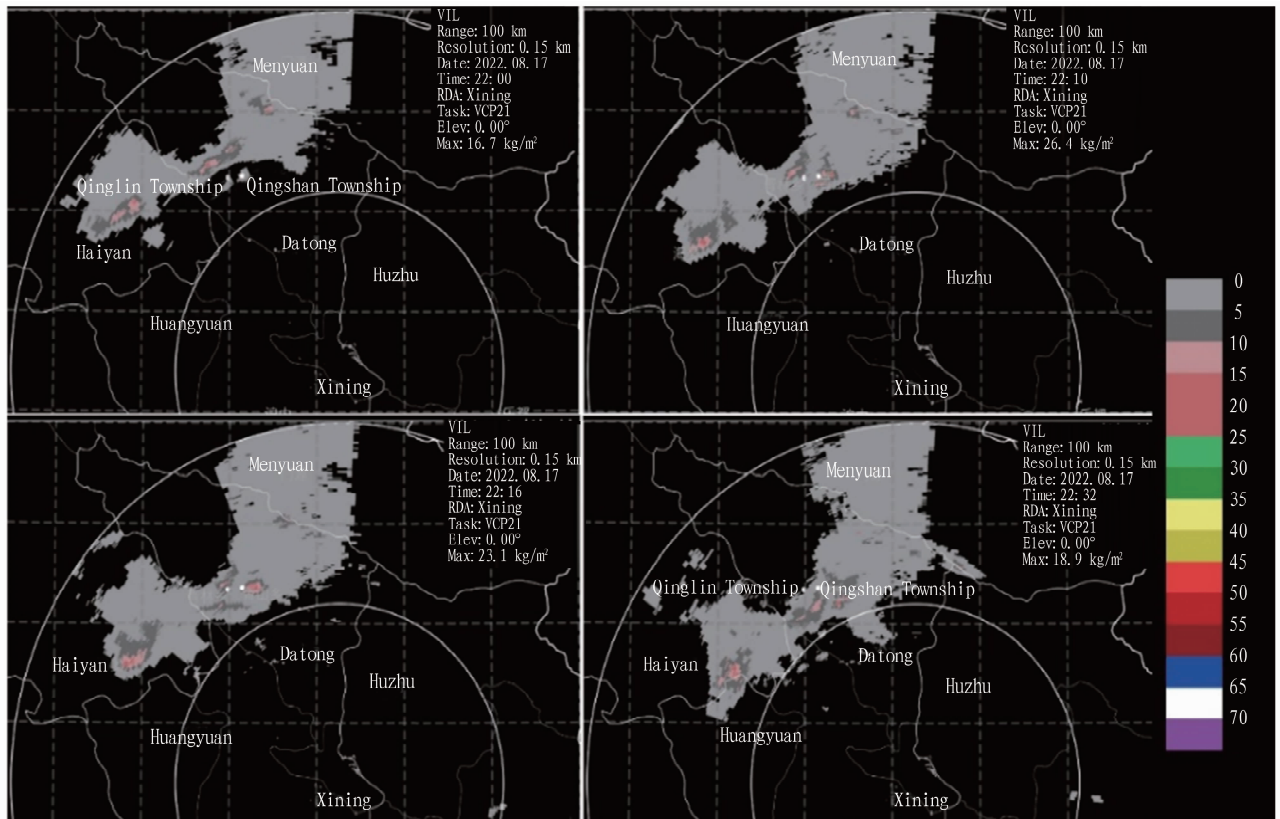 VIL
Range: 100 km
Resolution: 0.15 km
Date: 2022.08.17
Time: 22:00
RDA: Xining
Task: VCP21
Elev: 0.00°
Max: 16.7 kg/m²
Menyuan
Qinglin Township
Qingshan Township
Haiyan
Datong
Huzhu
Huangyuan
Xining
VIL
Range: 100 km
Resolution: 0.15 km
Date: 2022.08.17
Time: 22:10
RDA: Xining
Task: VCP21
Elev: 0.00°
Max: 26.4 kg/m²
Menyuan
Datong
Huzhu
Huangyuan
Xining
VIL
Range: 100 km
Resolution: 0.15 km
Date: 2022.08.17
Time: 22:16
RDA: Xining
Task: VCP21
Elev: 0.00°
Max: 23.1 kg/m²
Menyuan
Haiyan
Datong
Huzhu
Huangyuan
Xining
VIL
Range: 100 km
Resolution: 0.15 km
Date: 2022.08.17
Time: 22:32
RDA: Xining
Task: VCP21
Elev: 0.00°
Max: 18.9 kg/m²
Menyuan
Qinglin Township
Qingshan Township
Haiyan
Datong
Huzhu
Huangyuan
Xining
0
5
10
15
20
25
30
35
40
45
50
55
60
65
70